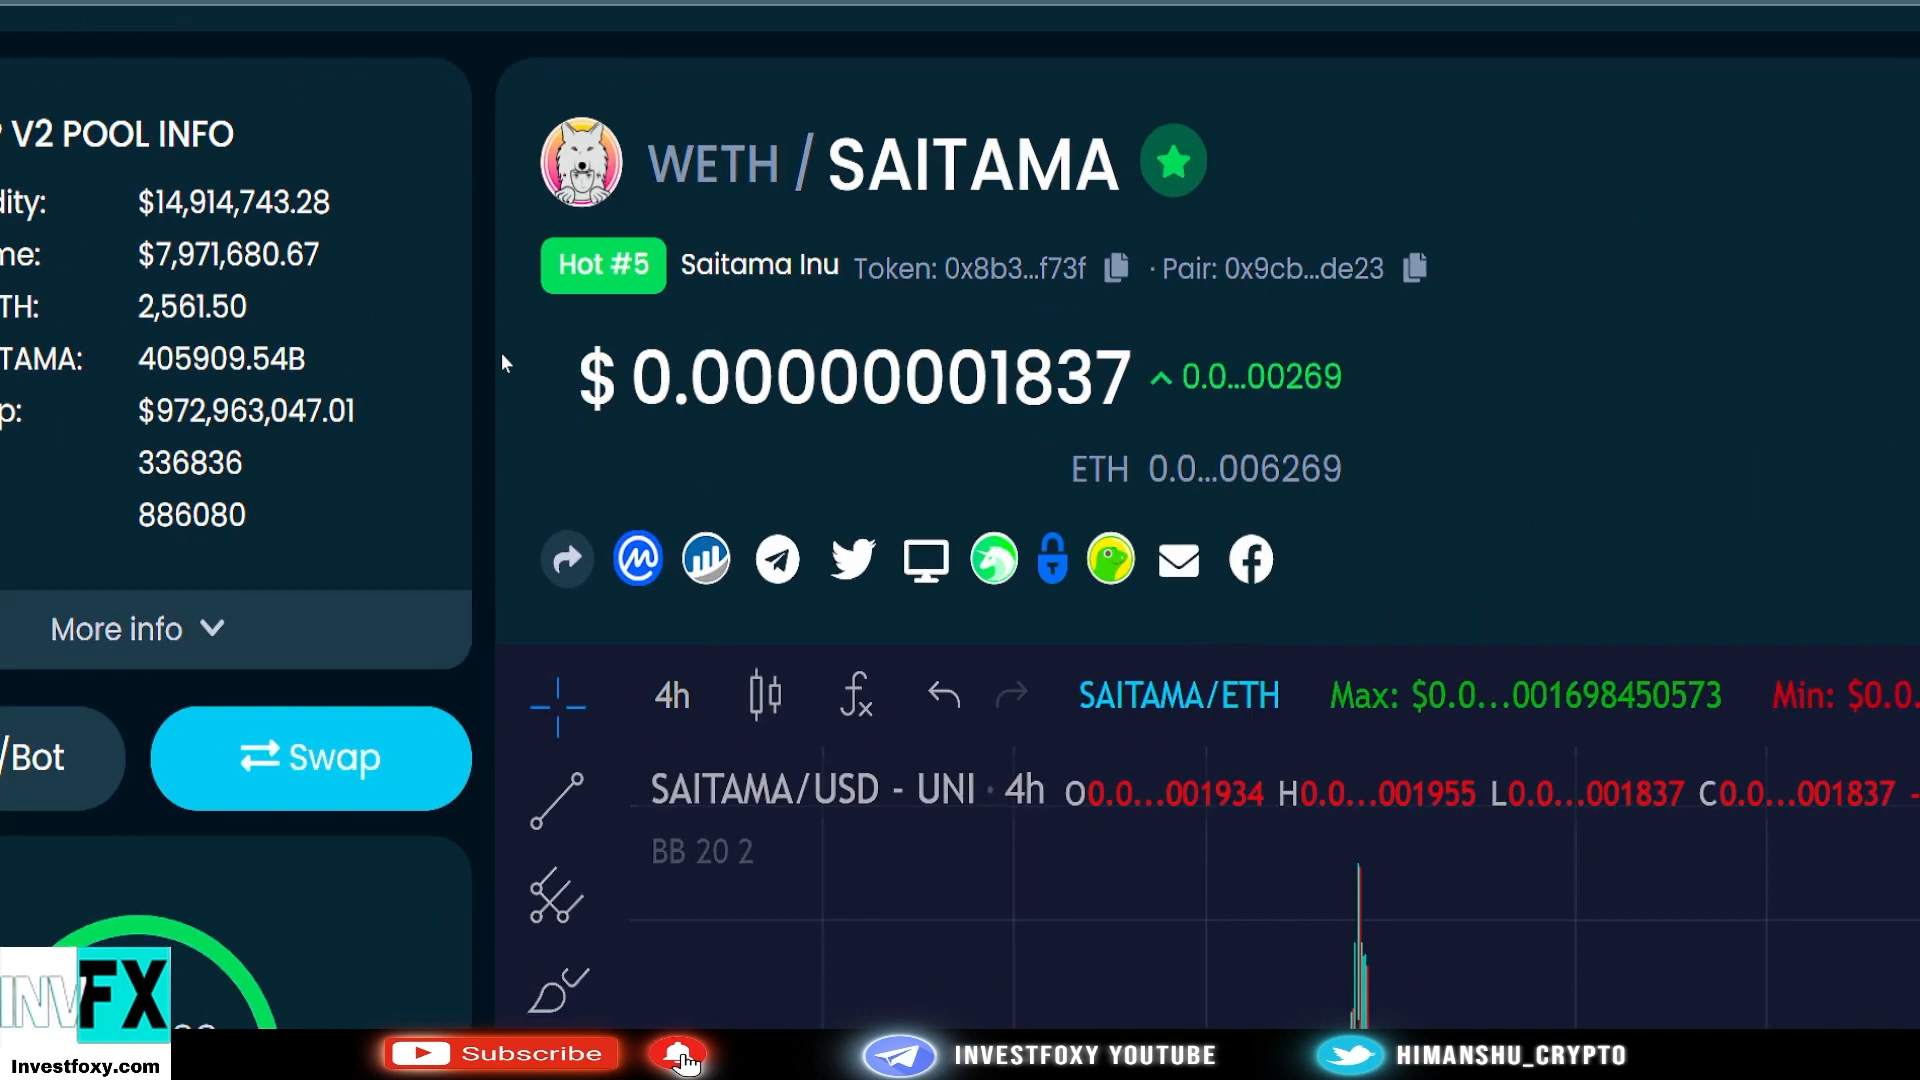 V2 POOL INFO
dity: $14,914,743.28
me: $7,971,680.67
TH: 2,561.50
TAMA: 405909.54B
p: $972,963,047.01
336836
886080
More info
/Bot
Swap
WETH / SAITAMA
Hot #5 Saitama Inu Token: 0x8b3...f73f · Pair: 0x9cb...de23
$ 0.00000001837 0.0...00269
ETH 0.0...006269
4h fx SAITAMA/ETH Max: $0.0...001698450573 Min: $0.0.
SAITAMA/USD - UNI · 4h O0.0...001934 H0.0...001955 L0.0...001837 C0.0...001837 -
BB 20 2
INVFX
Investfoxy.com
Subscribe
INVESTFOXY YOUTUBE
HIMANSHU_CRYPTO